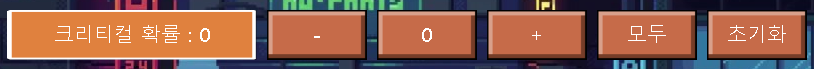 크리티컬 확률 : 0 - 0 + 모두 초기화